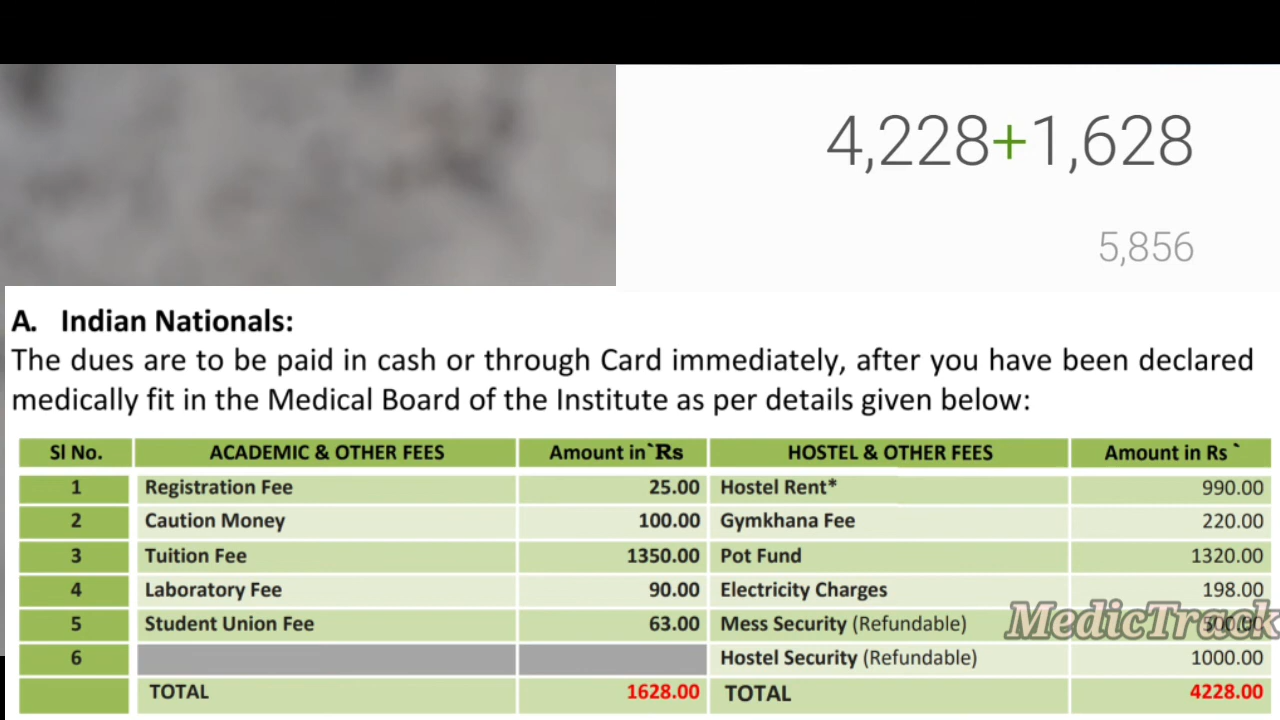 4,228+1,628
5,856
A. Indian Nationals:
The dues are to be paid in cash or through Card immediately, after you have been declared
medically fit in the Medical Board of the Institute as per details given below:
Sl No. ACADEMIC & OTHER FEES Amount in`Rs HOSTEL & OTHER FEES Amount in Rs `
1 Registration Fee 25.00 Hostel Rent* 990.00
2 Caution Money 100.00 Gymkhana Fee 220.00
3 Tuition Fee 1350.00 Pot Fund 1320.00
4 Laboratory Fee 90.00 Electricity Charges 198.00
5 Student Union Fee 63.00 Mess Security (Refundable) 500.00
MedicTrack
6 Hostel Security (Refundable) 1000.00
TOTAL 1628.00 TOTAL 4228.00